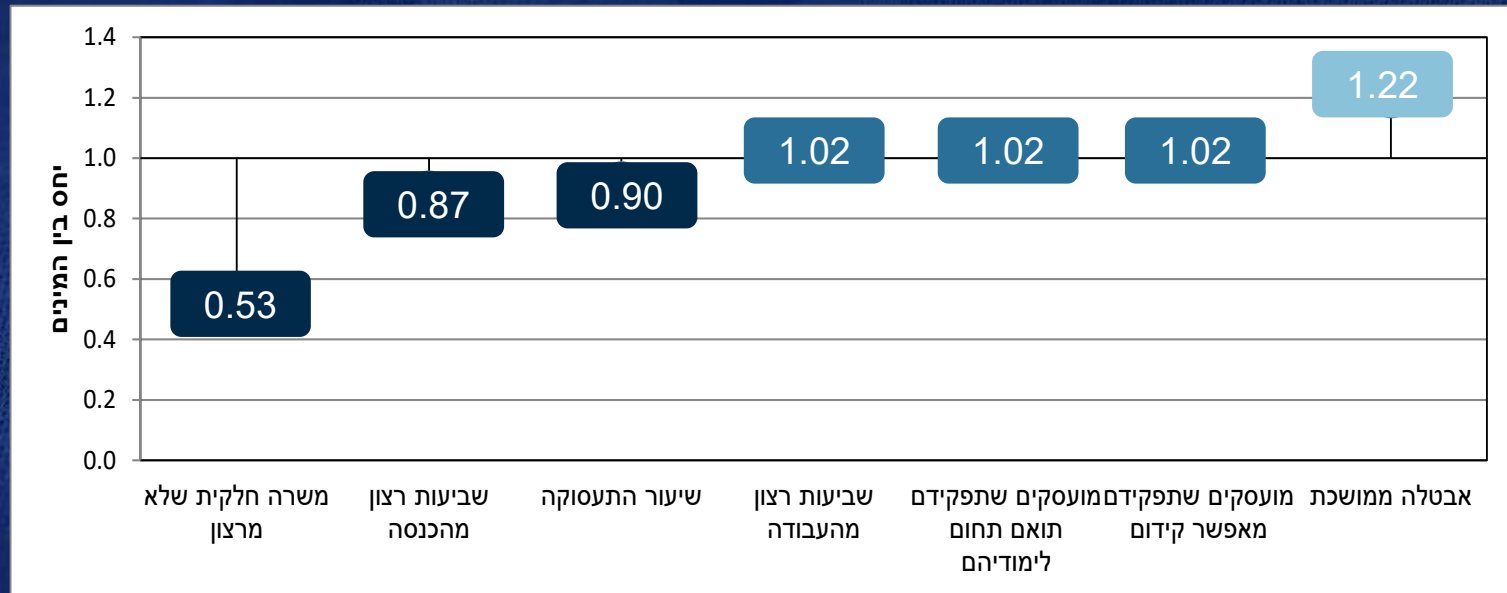 יחס בין המינים
1.4
1.2
1.0
0.8
0.6
0.4
0.2
0.0
0.53
0.87
0.90
1.02
1.02
1.02
1.22
משרה חלקית שלא
מרצון
שביעות רצון
מהכנסה
שיעור התעסוקה
שביעות רצון
מהעבודה
מועסקים שתפקידם
תואם תחום
לימודיהם
מועסקים שתפקידם
מאפשר קידום
אבטלה ממושכת